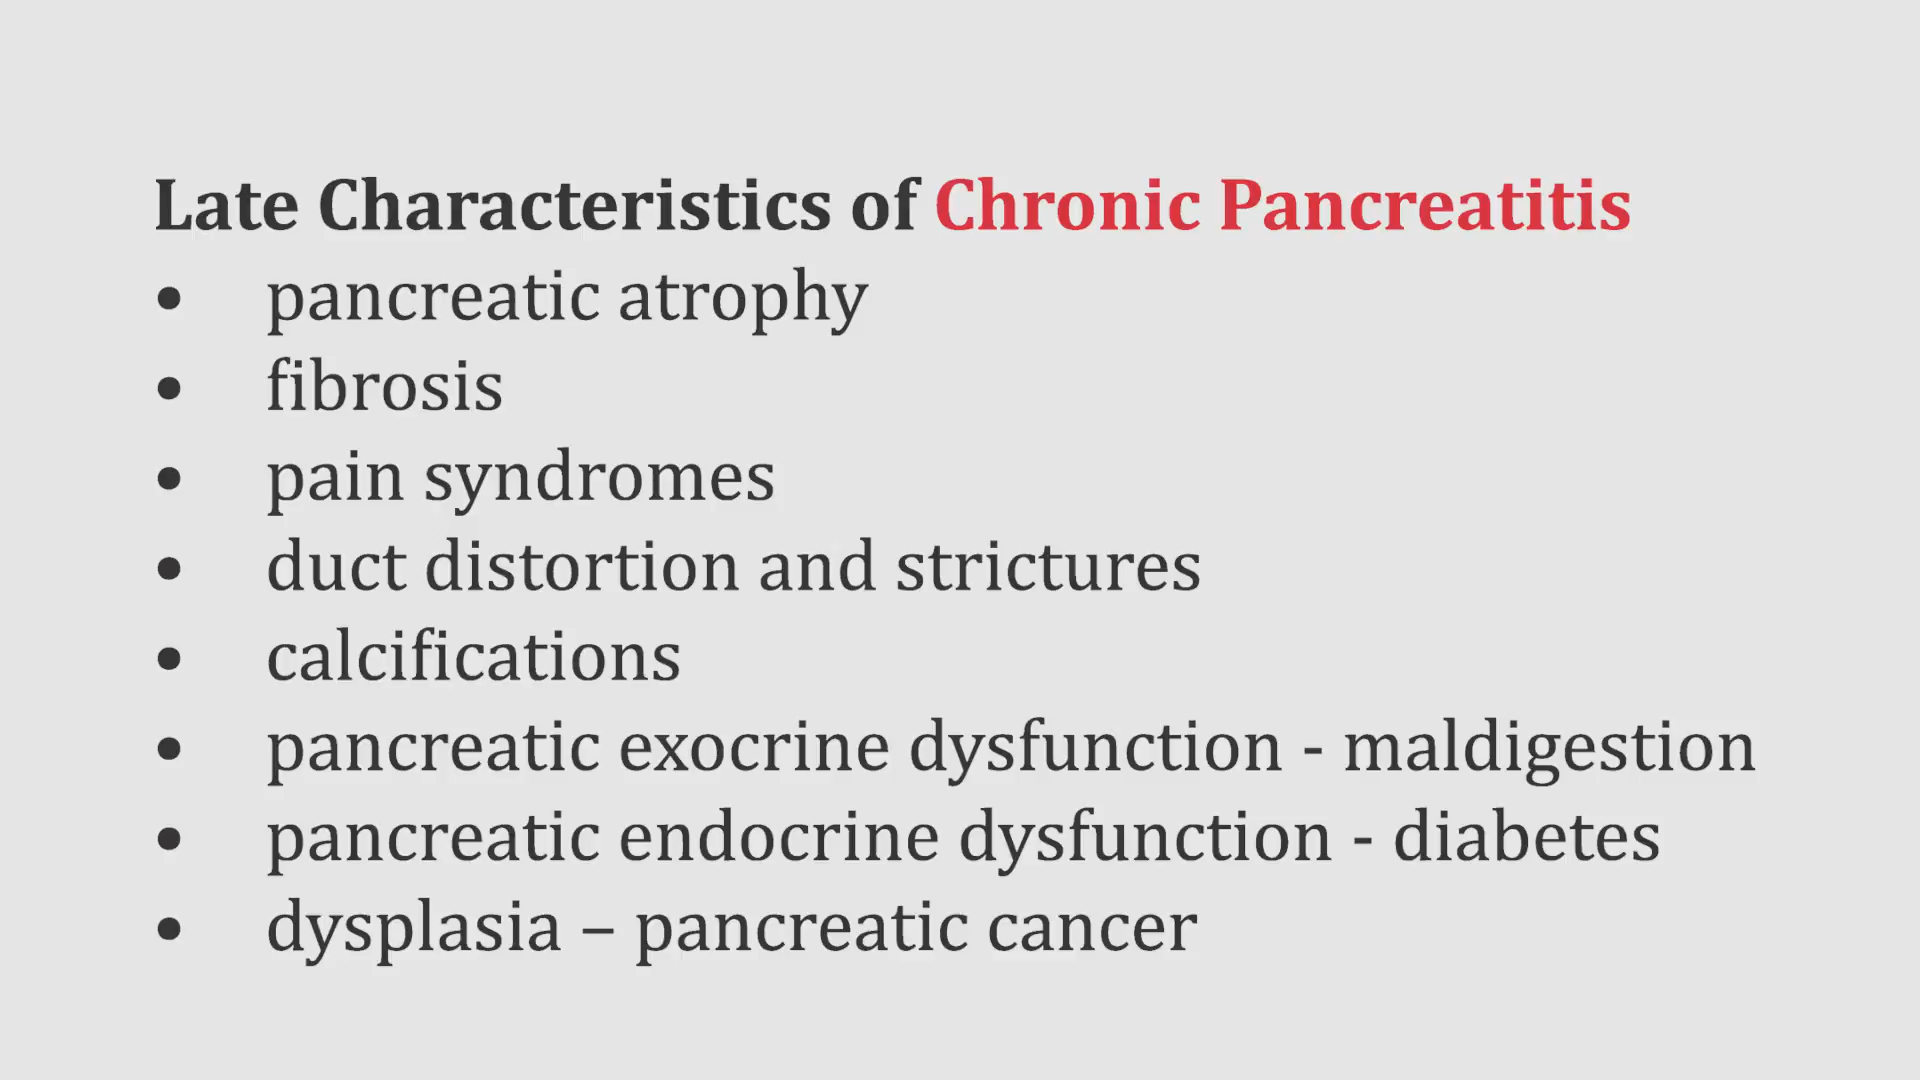 Late Characteristics of Chronic Pancreatitis
• pancreatic atrophy
• fibrosis
• pain syndromes
• duct distortion and strictures
• calcifications
• pancreatic exocrine dysfunction - maldigestion
• pancreatic endocrine dysfunction - diabetes
• dysplasia – pancreatic cancer